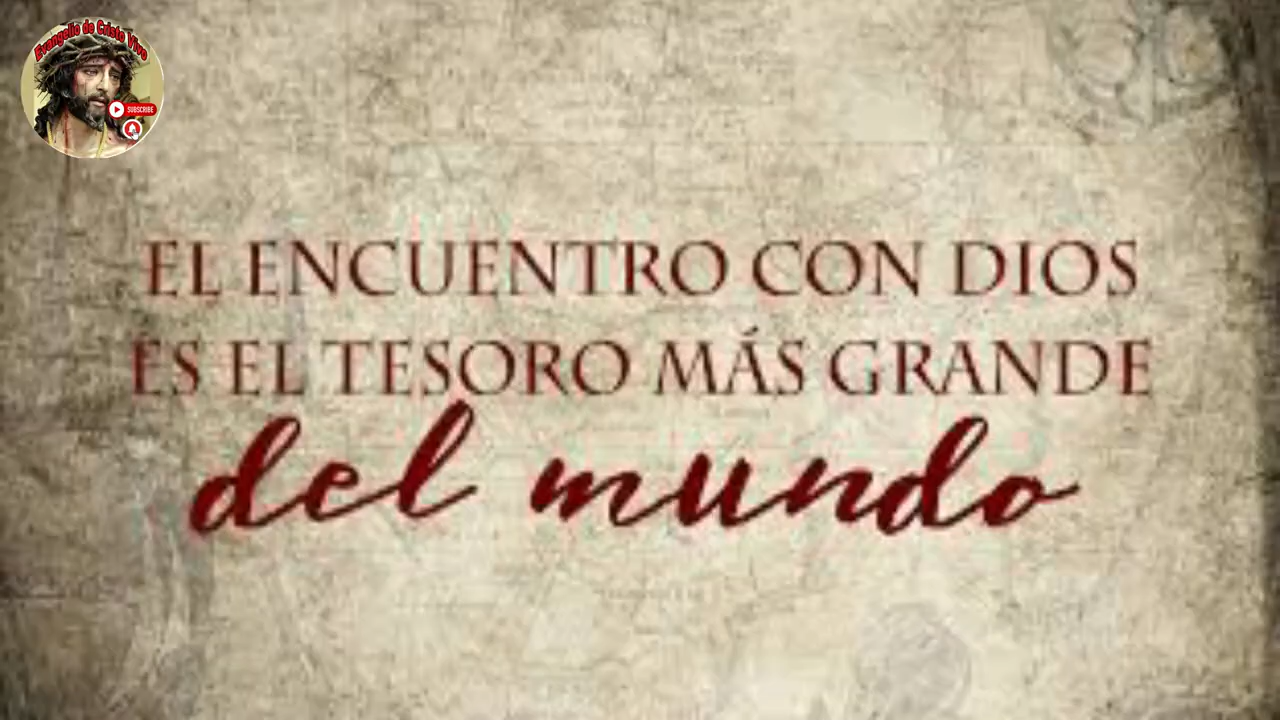 Evangelio de Cristo Vivo
SUBSCRIBE
EL ENCUENTRO CON DIOS
ES EL TESORO MÁS GRANDE
del mundo